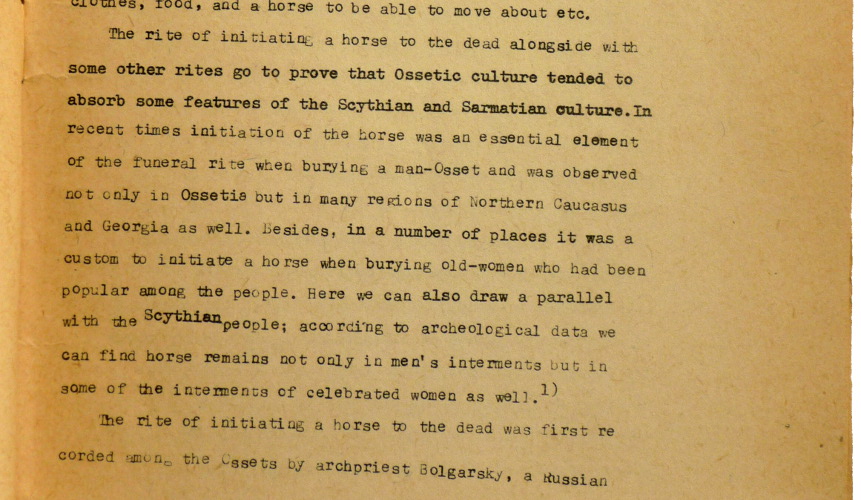 clothes, food, and a horse to be able to move about etc.
The rite of initiating a horse to the dead alongside with
some other rites go to prove that Ossetic culture tended to
absorb some features of the Scythian and Sarmatian culture.In
recent times initiation of the horse was an essential element
of the funeral rite when burying a man-Osset and was observed
not only in Ossetia but in many regions of Northern Caucasus
and Georgia as well. Besides, in a number of places it was a
custom to initiate a horse when burying old-women who had been
popular among the people. Here we can also draw a parallel
with the Scythian people; according to archeological data we
can find horse remains not only in men's interments but in
some of the interments of celebrated women as well.1)
The rite of initiating a horse to the dead was first re
corded among the Ossets by archpriest Bolgarsky, a Russian